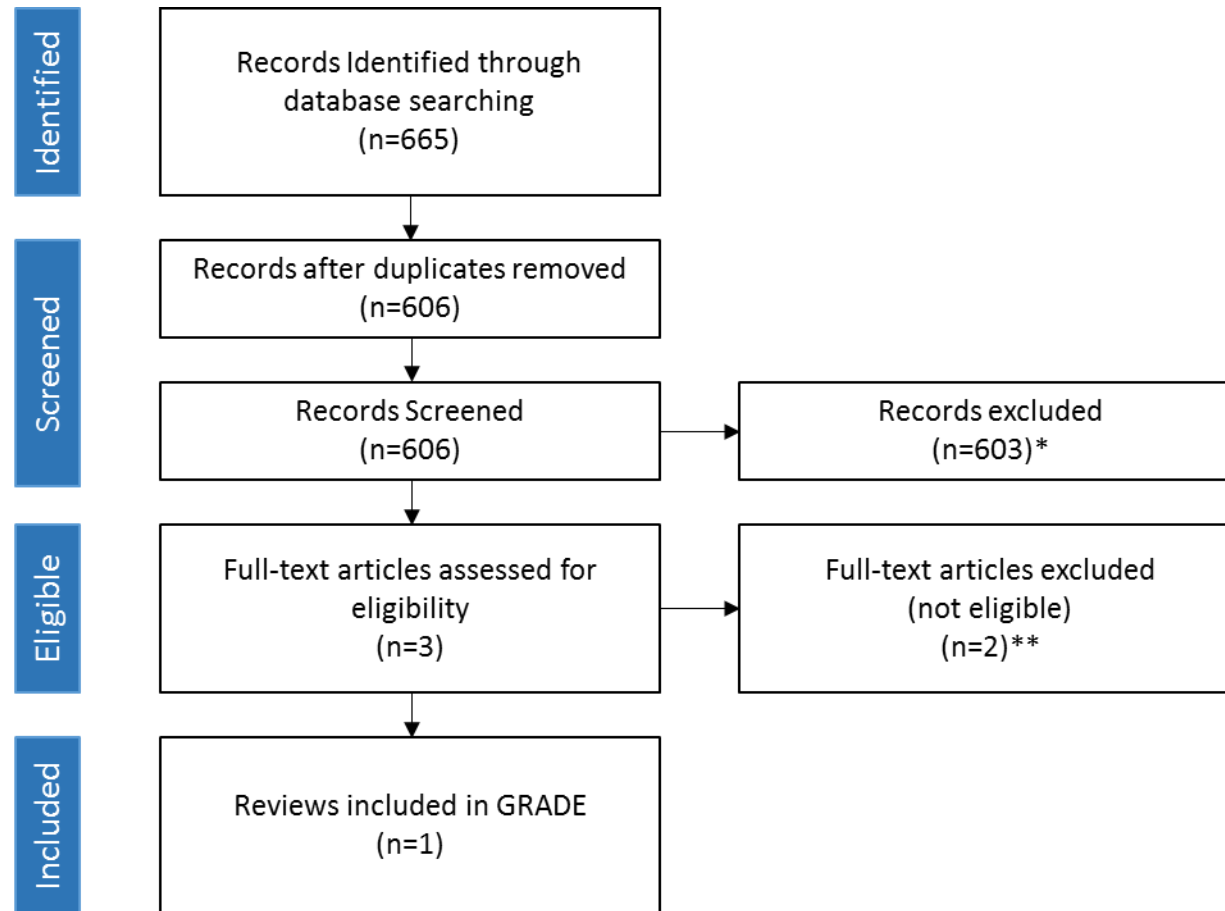 Identified
Records Identified through
database searching
(n=665)
Screened
Records after duplicates removed
(n=606)
Records Screened
(n=606)
Records excluded
(n=603)*
Eligible
Full-text articles assessed for
eligibility
(n=3)
Full-text articles excluded
(not eligible)
(n=2)**
Included
Reviews included in GRADE
(n=1)